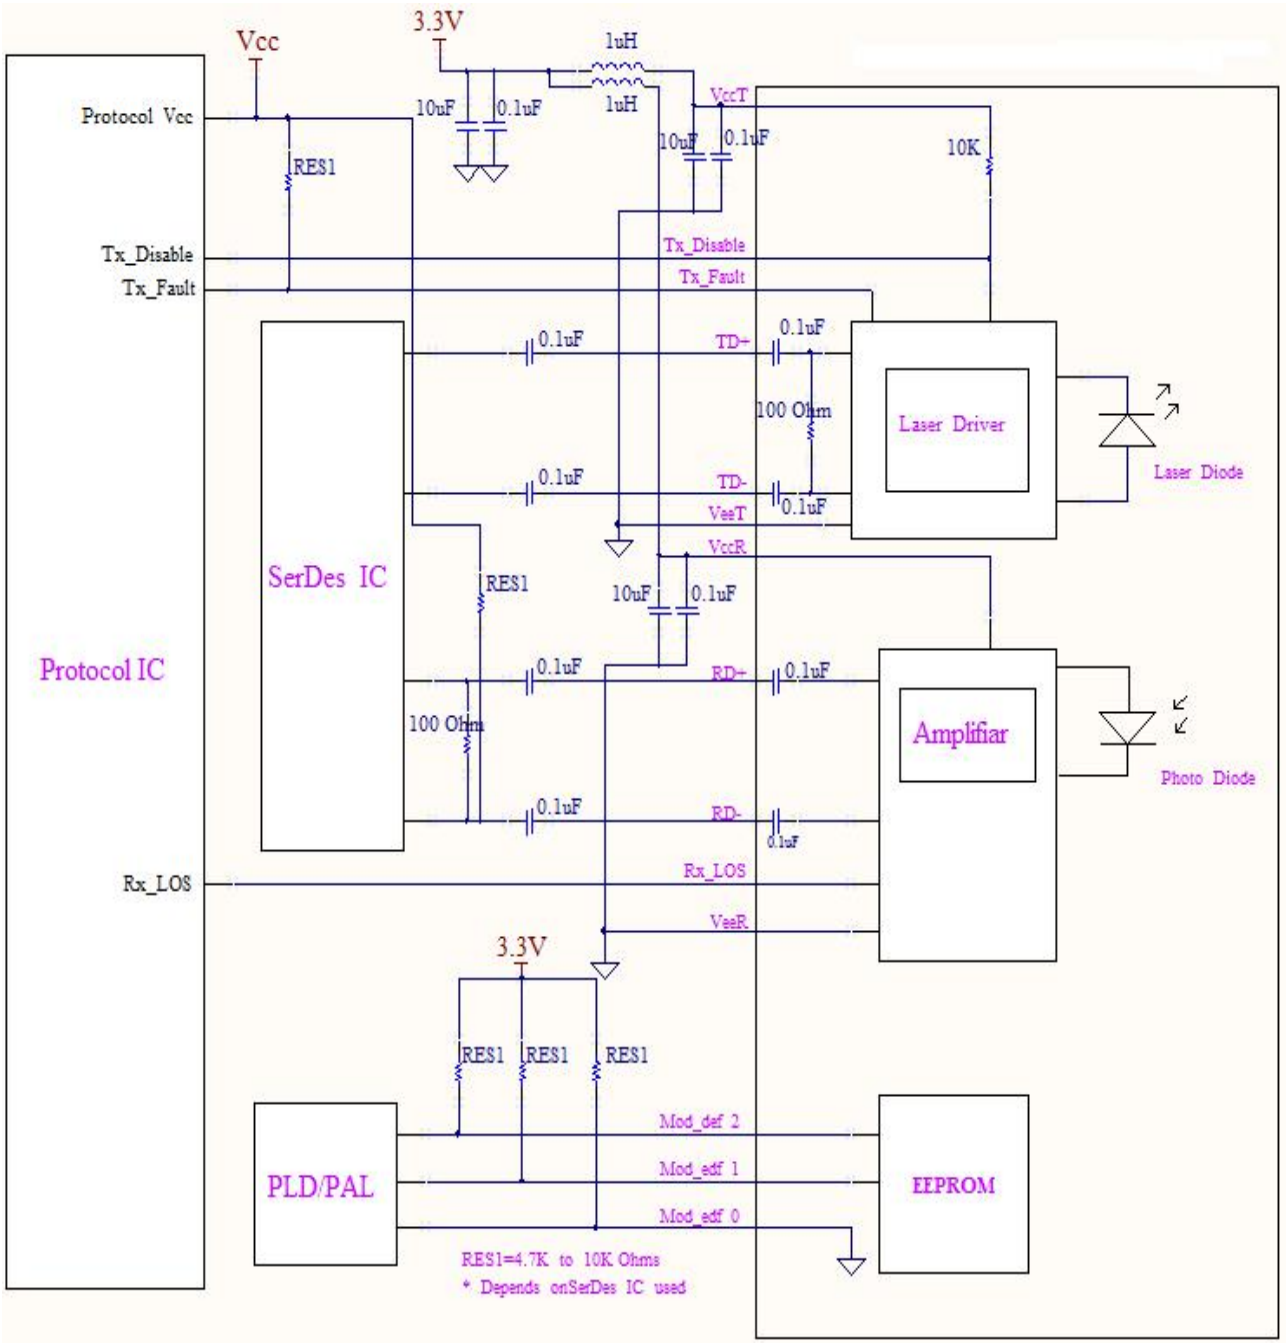 3.3V
Vcc
1uH
1uH
10uF
0.1uF
VccT
Protocol Vcc
10uF
0.1uF
10K
RES1
Tx_Disable
Tx_Disable
Tx_Fault
Tx_Fault
0.1uF
TD+
0.1uF
100 Ohm
Laser Driver
Laser Diode
0.1uF
TD-
0.1uF
VeeT
VccR
SerDes IC
RES1
10uF
0.1uF
Protocol IC
0.1uF
RD+
0.1uF
100 Ohm
Amplifiar
Photo Diode
0.1uF
RD-
0.1uF
Rx_LOS
Rx_LOS
VeeR
3.3V
RES1
RES1
RES1
Mod_def 2
Mod_edf 1
PLD/PAL
EEPROM
Mod_edf 0
RES1=4.7K to 10K Ohms
* Depends onSerDes IC used